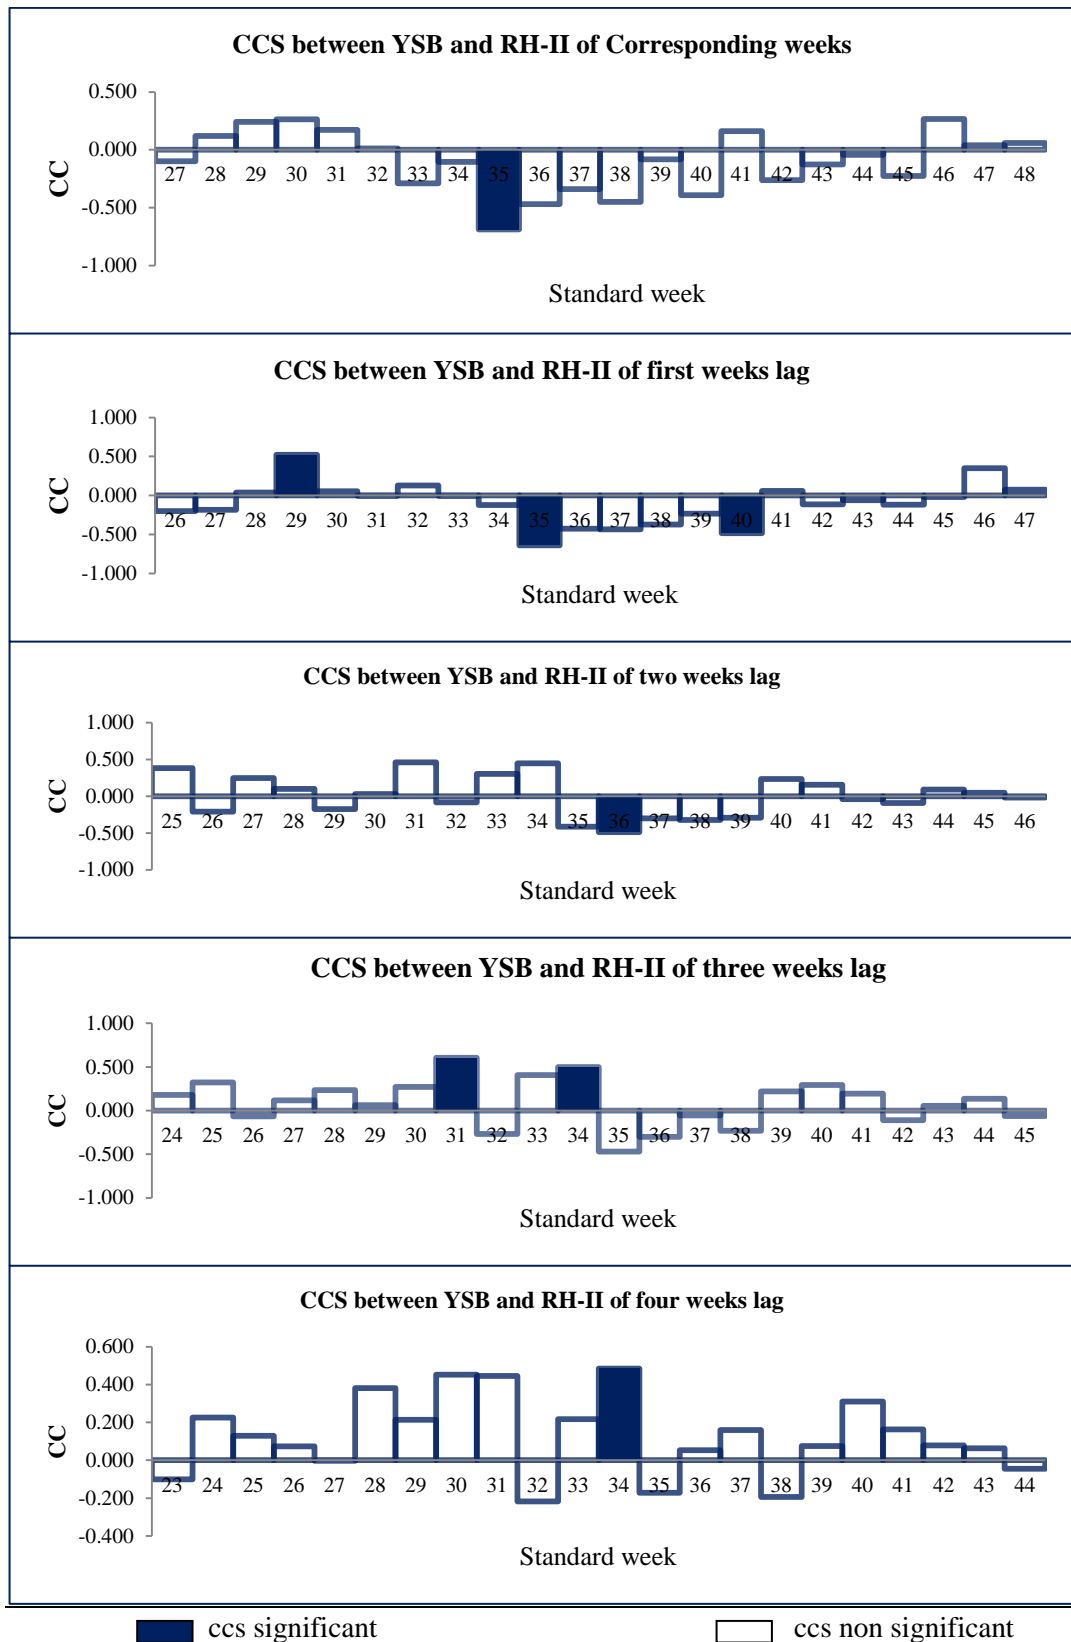 CCS between YSB and RH-II of Corresponding weeks
0.500
0.000
-0.500
-1.000
CC
27 28 29 30 31 32 33 34 35 36 37 38 39 40 41 42 43 44 45 46 47 48
Standard week
CCS between YSB and RH-II of first weeks lag
1.000
0.500
0.000
-0.500
-1.000
CC
26 27 28 29 30 31 32 33 34 35 36 37 38 39 40 41 42 43 44 45 46 47
Standard week
CCS between YSB and RH-II of two weeks lag
1.000
0.500
0.000
-0.500
-1.000
CC
25 26 27 28 29 30 31 32 33 34 35 36 37 38 39 40 41 42 43 44 45 46
Standard week
CCS between YSB and RH-II of three weeks lag
1.000
0.500
0.000
-0.500
-1.000
CC
24 25 26 27 28 29 30 31 32 33 34 35 36 37 38 39 40 41 42 43 44 45
Standard week
CCS between YSB and RH-II of four weeks lag
0.600
0.400
0.200
0.000
-0.200
-0.400
CC
23 24 25 26 27 28 29 30 31 32 33 34 35 36 37 38 39 40 41 42 43 44
Standard week
ccs significant
ccs non significant